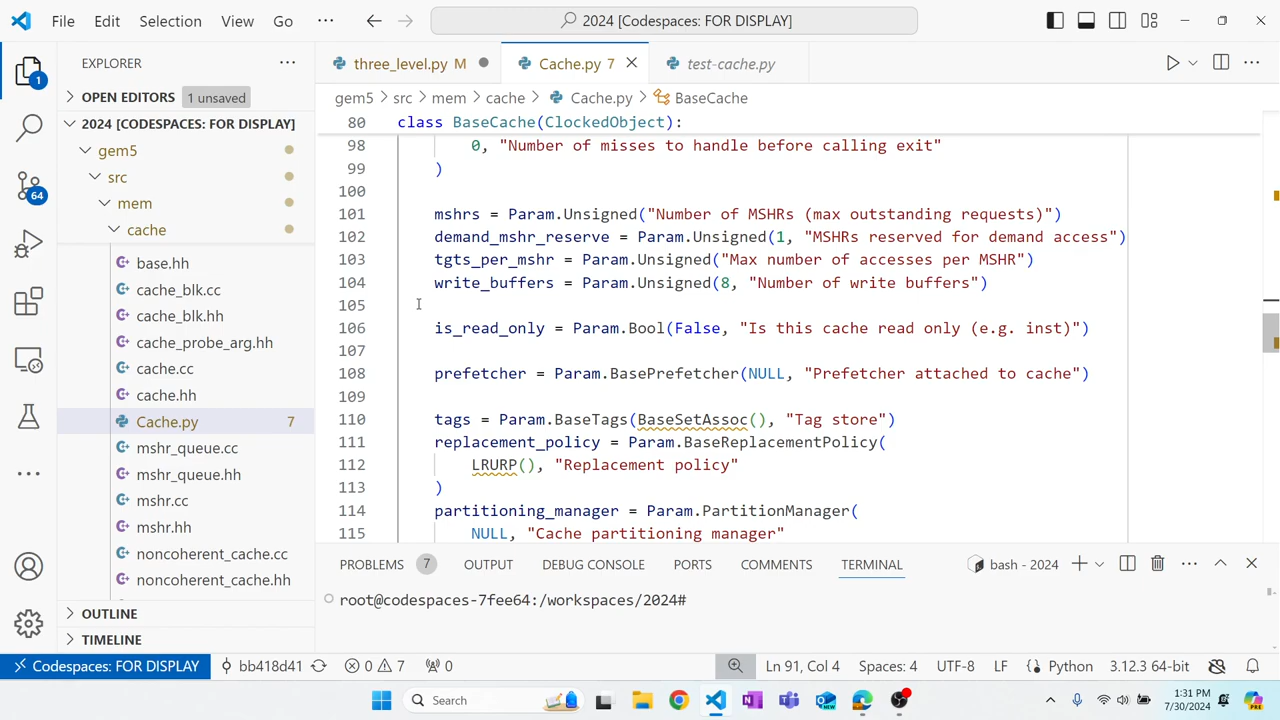 File Edit Selection View Go ··· 2024 [Codespaces: FOR DISPLAY]
EXPLORER ···
three_level.py M
Cache.py 7
test-cache.py
OPEN EDITORS 1 unsaved
gem5 > src > mem > cache > Cache.py > BaseCache
2024 [CODESPACES: FOR DISPLAY]
gem5
src
mem
cache
base.hh
cache_blk.cc
cache_blk.hh
cache_probe_arg.hh
cache.cc
cache.hh
Cache.py 7
mshr_queue.cc
mshr_queue.hh
mshr.cc
mshr.hh
noncoherent_cache.cc
noncoherent_cache.hh
OUTLINE
TIMELINE
1
64
80 class BaseCache(ClockedObject):
98 0, "Number of misses to handle before calling exit"
99 )
100
101 mshrs = Param.Unsigned("Number of MSHRs (max outstanding requests)")
102 demand_mshr_reserve = Param.Unsigned(1, "MSHRs reserved for demand access")
103 tgts_per_mshr = Param.Unsigned("Max number of accesses per MSHR")
104 write_buffers = Param.Unsigned(8, "Number of write buffers")
105
106 is_read_only = Param.Bool(False, "Is this cache read only (e.g. inst)")
107
108 prefetcher = Param.BasePrefetcher(NULL, "Prefetcher attached to cache")
109
110 tags = Param.BaseTags(BaseSetAssoc(), "Tag store")
111 replacement_policy = Param.BaseReplacementPolicy(
112 LRURP(), "Replacement policy"
113 )
114 partitioning_manager = Param.PartitionManager(
115 NULL, "Cache partitioning manager"
PROBLEMS 7 OUTPUT DEBUG CONSOLE PORTS COMMENTS TERMINAL bash - 2024
root@codespaces-7fee64:/workspaces/2024#
Codespaces: FOR DISPLAY bb418d41 0 7 0 Ln 91, Col 4 Spaces: 4 UTF-8 LF Python 3.12.3 64-bit
Search 1:31 PM
7/30/2024
PRE